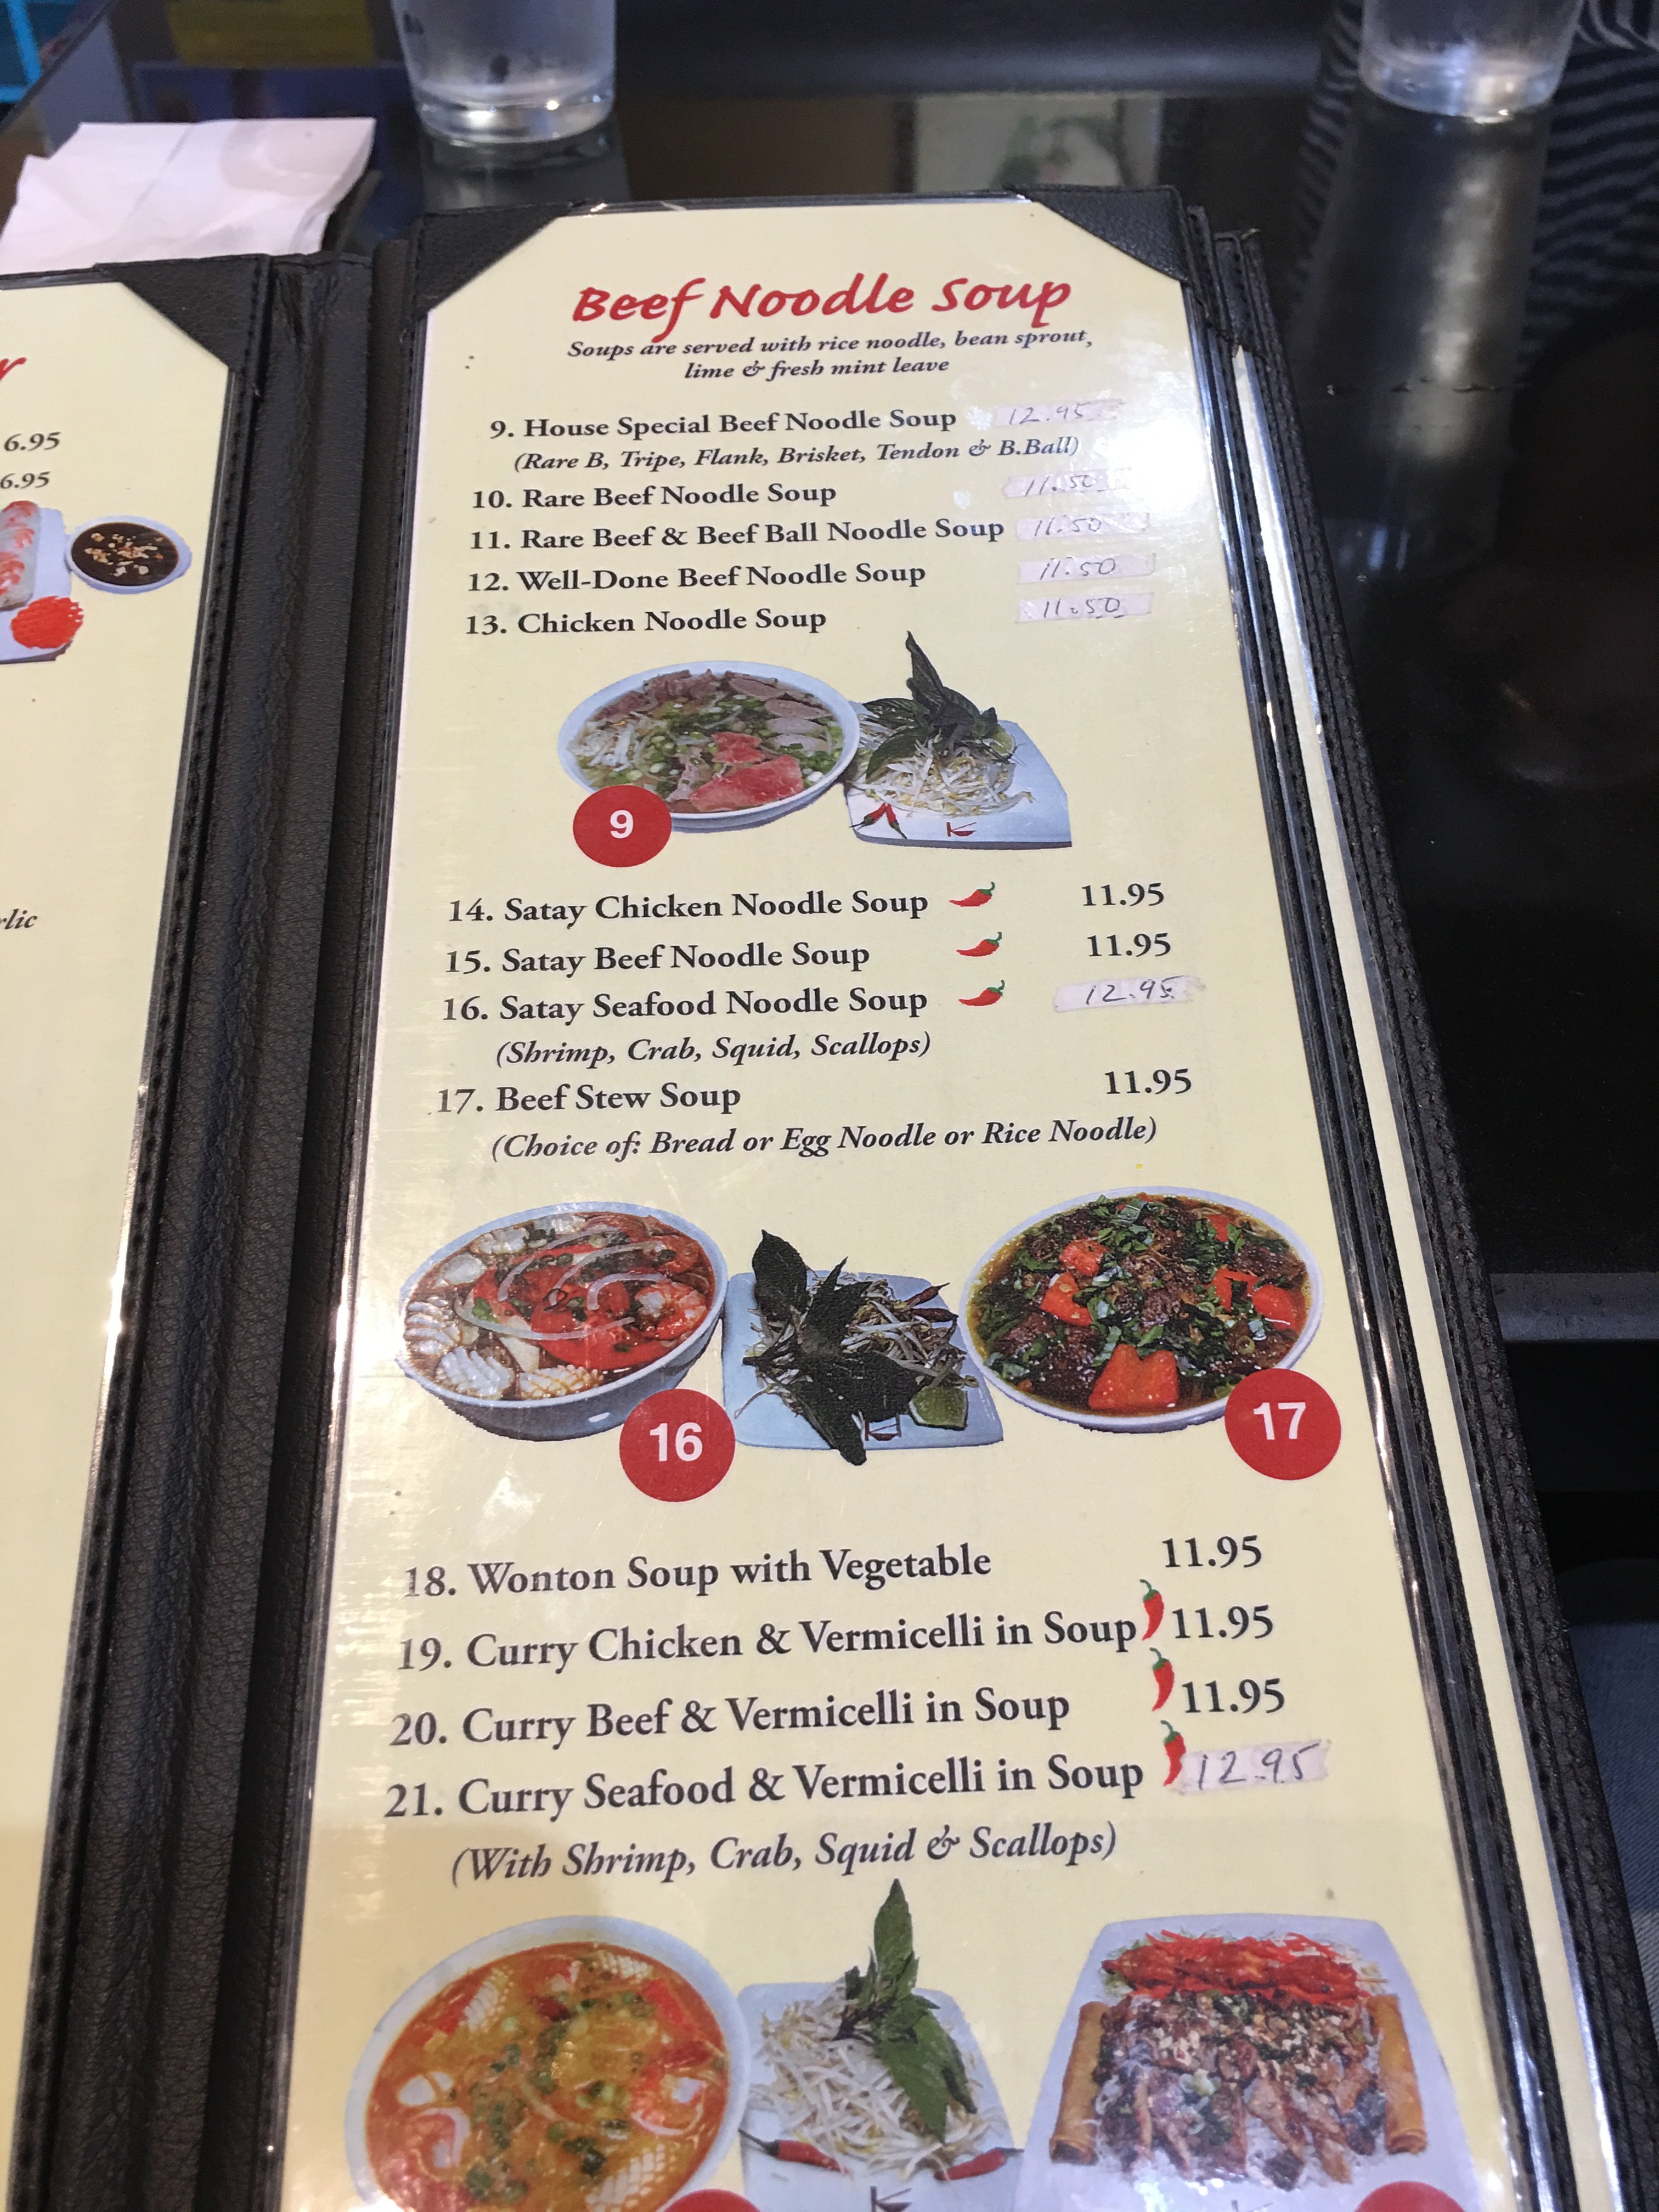 6.95
6.95
rlic
Beef Noodle Soup
Soups are served with rice noodle, bean sprout,
lime & fresh mint leave
9. House Special Beef Noodle Soup 12.95
(Rare B, Tripe, Flank, Brisket, Tendon & B.Ball)
10. Rare Beef Noodle Soup 11.50
11. Rare Beef & Beef Ball Noodle Soup 11.50
12. Well-Done Beef Noodle Soup 11.50
13. Chicken Noodle Soup 11.50
9
14. Satay Chicken Noodle Soup 11.95
15. Satay Beef Noodle Soup 11.95
16. Satay Seafood Noodle Soup 12.95
(Shrimp, Crab, Squid, Scallops)
17. Beef Stew Soup 11.95
(Choice of: Bread or Egg Noodle or Rice Noodle)
16
17
18. Wonton Soup with Vegetable 11.95
19. Curry Chicken & Vermicelli in Soup 11.95
20. Curry Beef & Vermicelli in Soup 11.95
21. Curry Seafood & Vermicelli in Soup 12.95
(With Shrimp, Crab, Squid & Scallops)